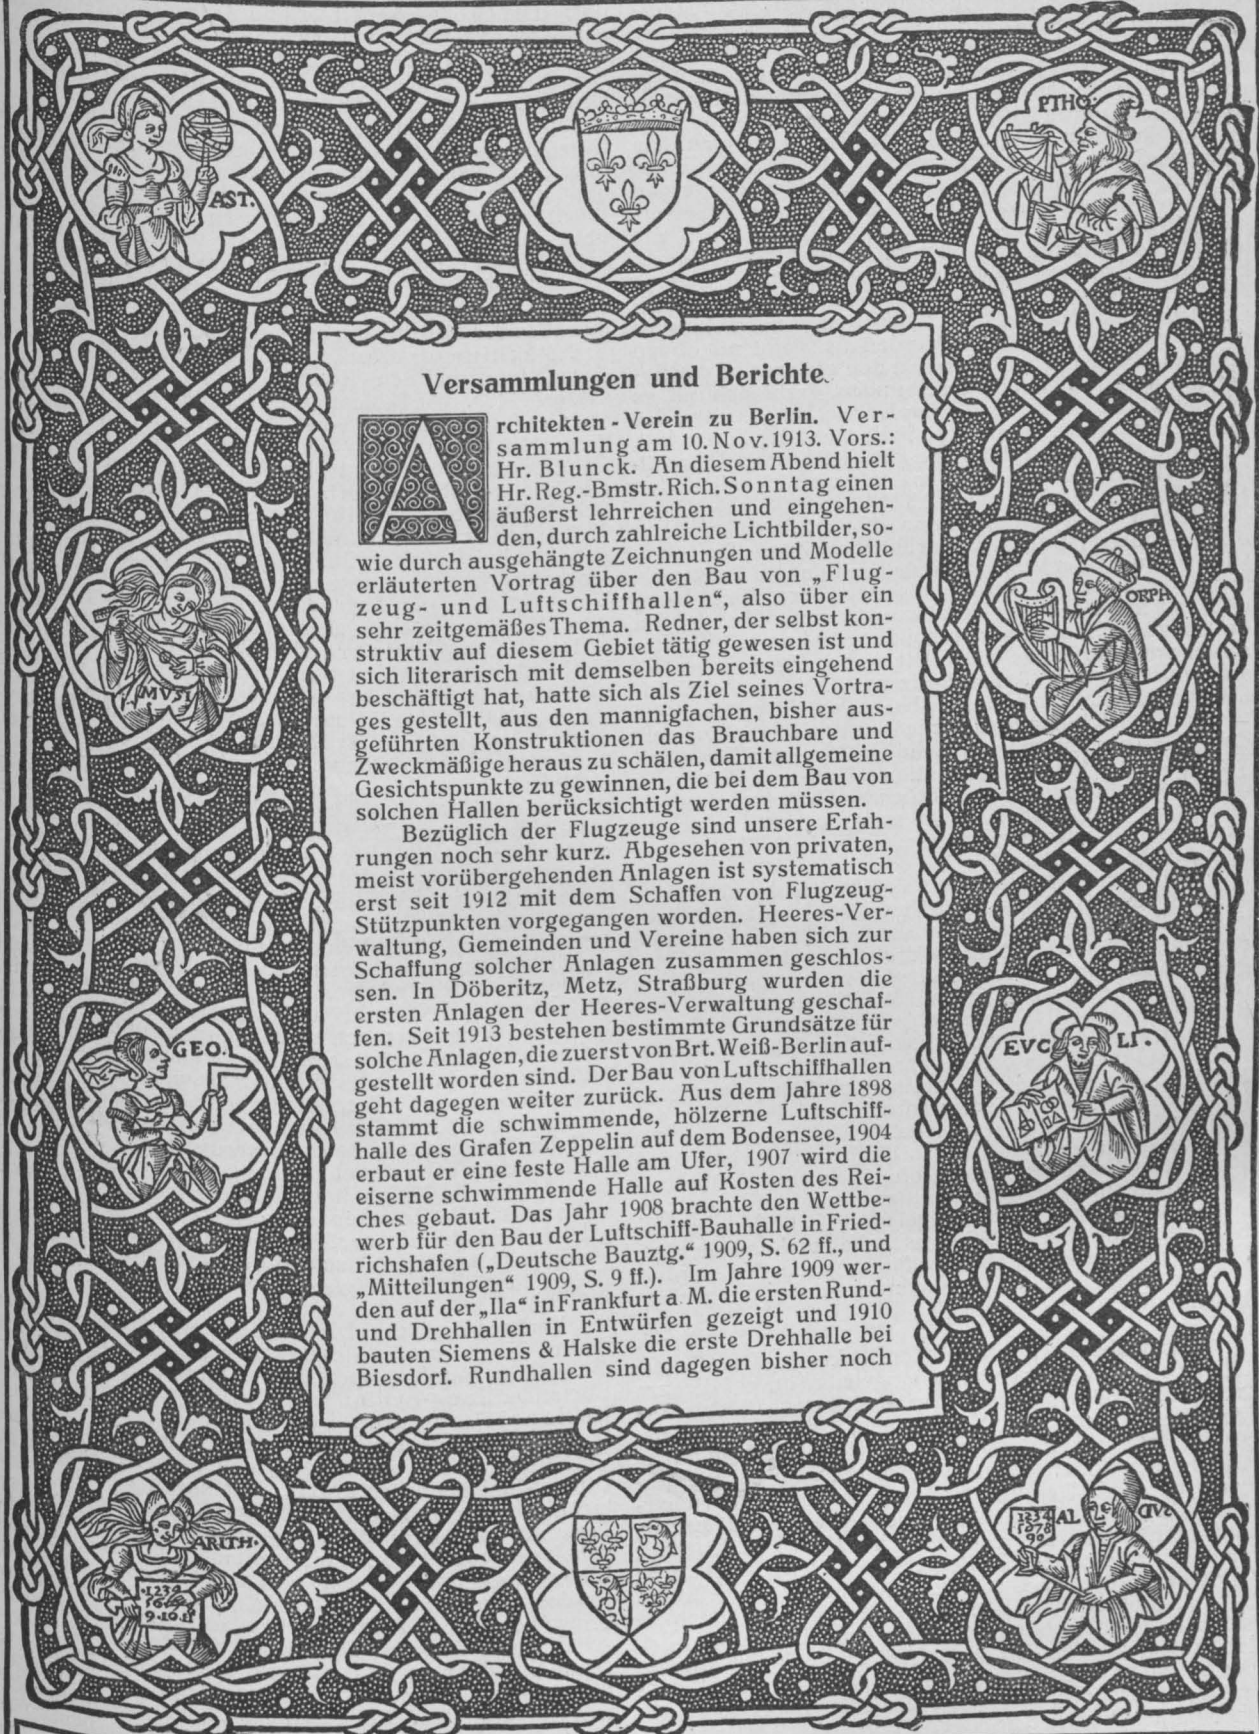 AST.
PTHO:
Versammlungen und Berichte.
Architekten-Verein zu Berlin. Ver-
sammlung am 10. Nov. 1913. Vors.:
Hr. Blunck. An diesem Abend hielt
Hr. Reg.-Bmstr. Rich. Sonntag einen
äußerst lehrreichen und eingehen-
den, durch zahlreiche Lichtbilder, so-
wie durch ausgehängte Zeichnungen und Modelle
erläuterten Vortrag über den Bau von „Flug-
zeug- und Luftschiffhallen“, also über ein
sehr zeitgemäßes Thema. Redner, der selbst kon-
struktiv auf diesem Gebiet tätig gewesen ist und
sich literarisch mit demselben bereits eingehend
beschäftigt hat, hatte sich als Ziel seines Vortra-
ges gestellt, aus den mannigfachen, bisher aus-
geführten Konstruktionen das Brauchbare und
Zweckmäßige heraus zu schälen, damit allgemeine
Gesichtspunkte zu gewinnen, die bei dem Bau von
solchen Hallen berücksichtigt werden müssen.
Bezüglich der Flugzeuge sind unsere Erfah-
rungen noch sehr kurz. Abgesehen von privaten,
meist vorübergehenden Anlagen ist systematisch
erst seit 1912 mit dem Schaffen von Flugzeug-
Stützpunkten vorgegangen worden. Heeres-Ver-
waltung, Gemeinden und Vereine haben sich zur
Schaffung solcher Anlagen zusammen geschlos-
sen. In Döberitz, Metz, Straßburg wurden die
ersten Anlagen der Heeres-Verwaltung geschaf-
fen. Seit 1913 bestehen bestimmte Grundsätze für
solche Anlagen, die zuerst von Brt. Weiß-Berlin auf-
gestellt worden sind. Der Bau von Luftschiffhallen
geht dagegen weiter zurück. Aus dem Jahre 1898
stammt die schwimmende, hölzerne Luftschiff-
halle des Grafen Zeppelin auf dem Bodensee, 1904
erbaut er eine feste Halle am Ufer, 1907 wird die
eiserne schwimmende Halle auf Kosten des Rei-
ches gebaut. Das Jahr 1908 brachte den Wettbe-
werb für den Bau der Luftschiff-Bauhalle in Fried-
richshafen („Deutsche Bauztg.“ 1909, S. 62 ff., und
„Mitteilungen“ 1909, S. 9 ff.). Im Jahre 1909 wer-
den auf der „Ila“ in Frankfurt a. M. die ersten Rund-
und Drehhallen in Entwürfen gezeigt und 1910
bauten Siemens & Halske die erste Drehhalle bei
Biesdorf. Rundhallen sind dagegen bisher noch
MVSI
ORPH
GEO.
EVCLI.
ARITH.
1234
9.10.11
AL
1234
5678
90